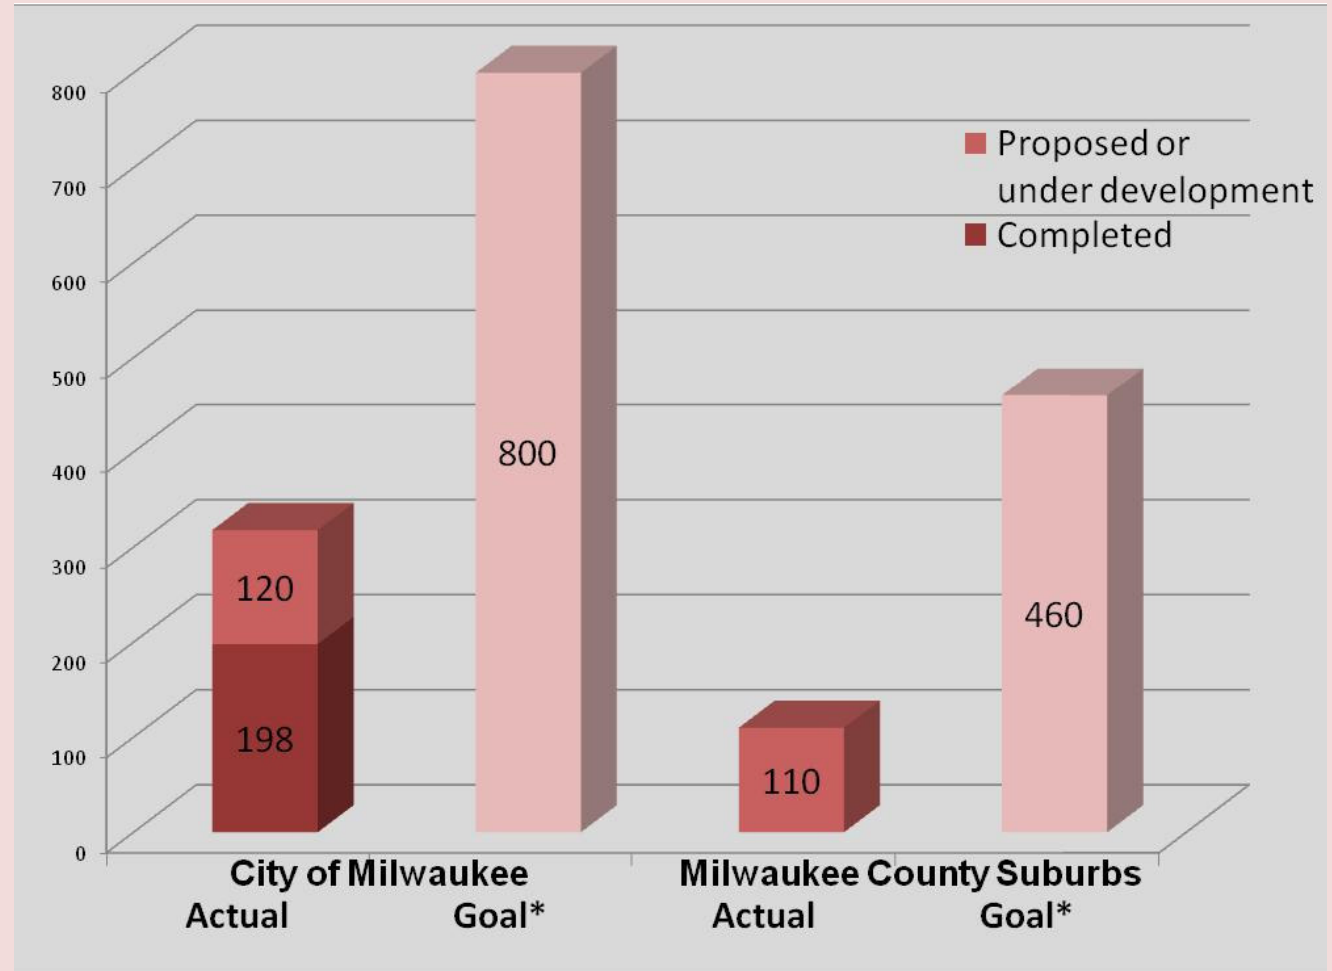 800
700
600
500
400
300
200
100
0
Proposed or
under development
Completed
120
198
800
110
460
City of Milwaukee
Milwaukee County Suburbs
Actual
Goal*
Actual
Goal*